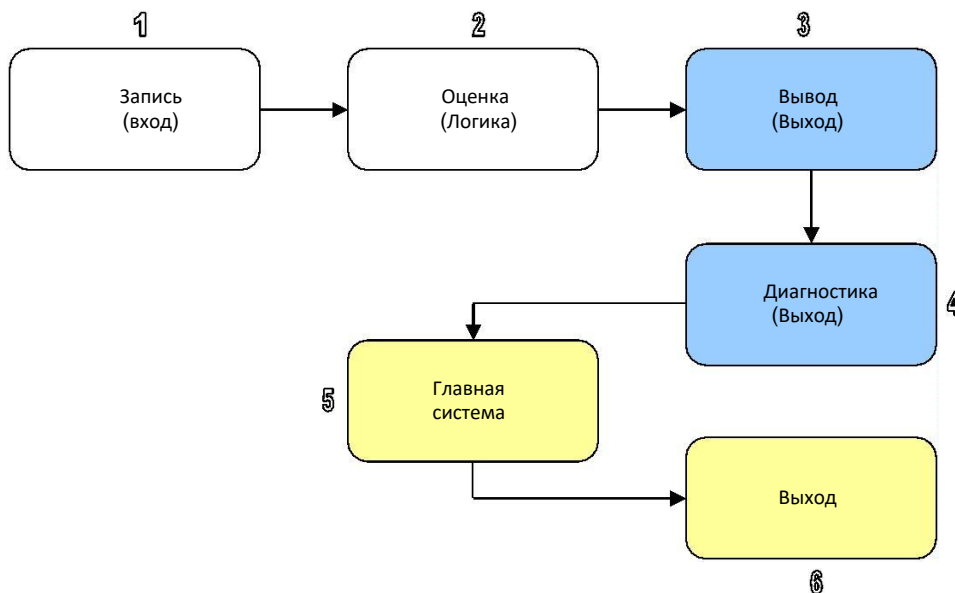 1
2
3
Запись
(вход)
Оценка
(Логика)
Вывод
(Выход)
Диагностика
(Выход)
4
5
Главная
система
Выход
6